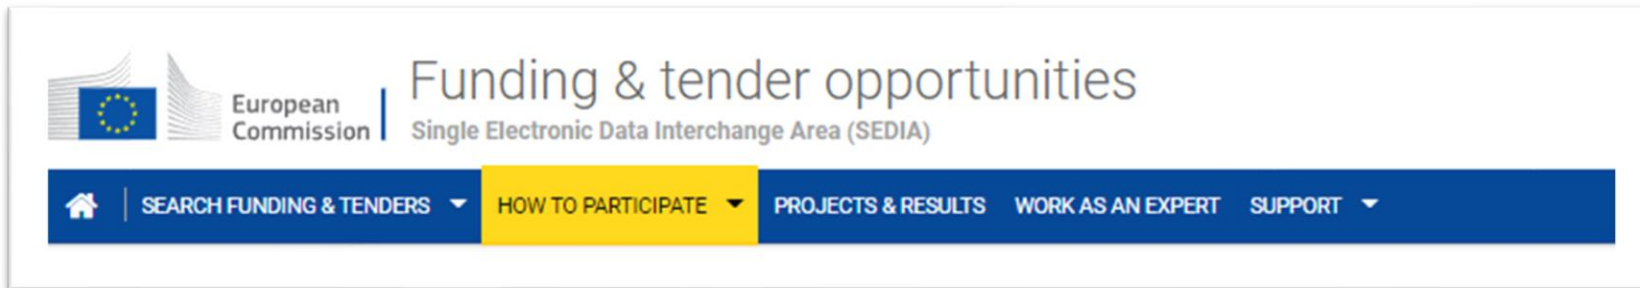 European
Commission
Funding & tender opportunities
Single Electronic Data Interchange Area (SEDIA)
SEARCH FUNDING & TENDERS HOW TO PARTICIPATE PROJECTS & RESULTS WORK AS AN EXPERT SUPPORT